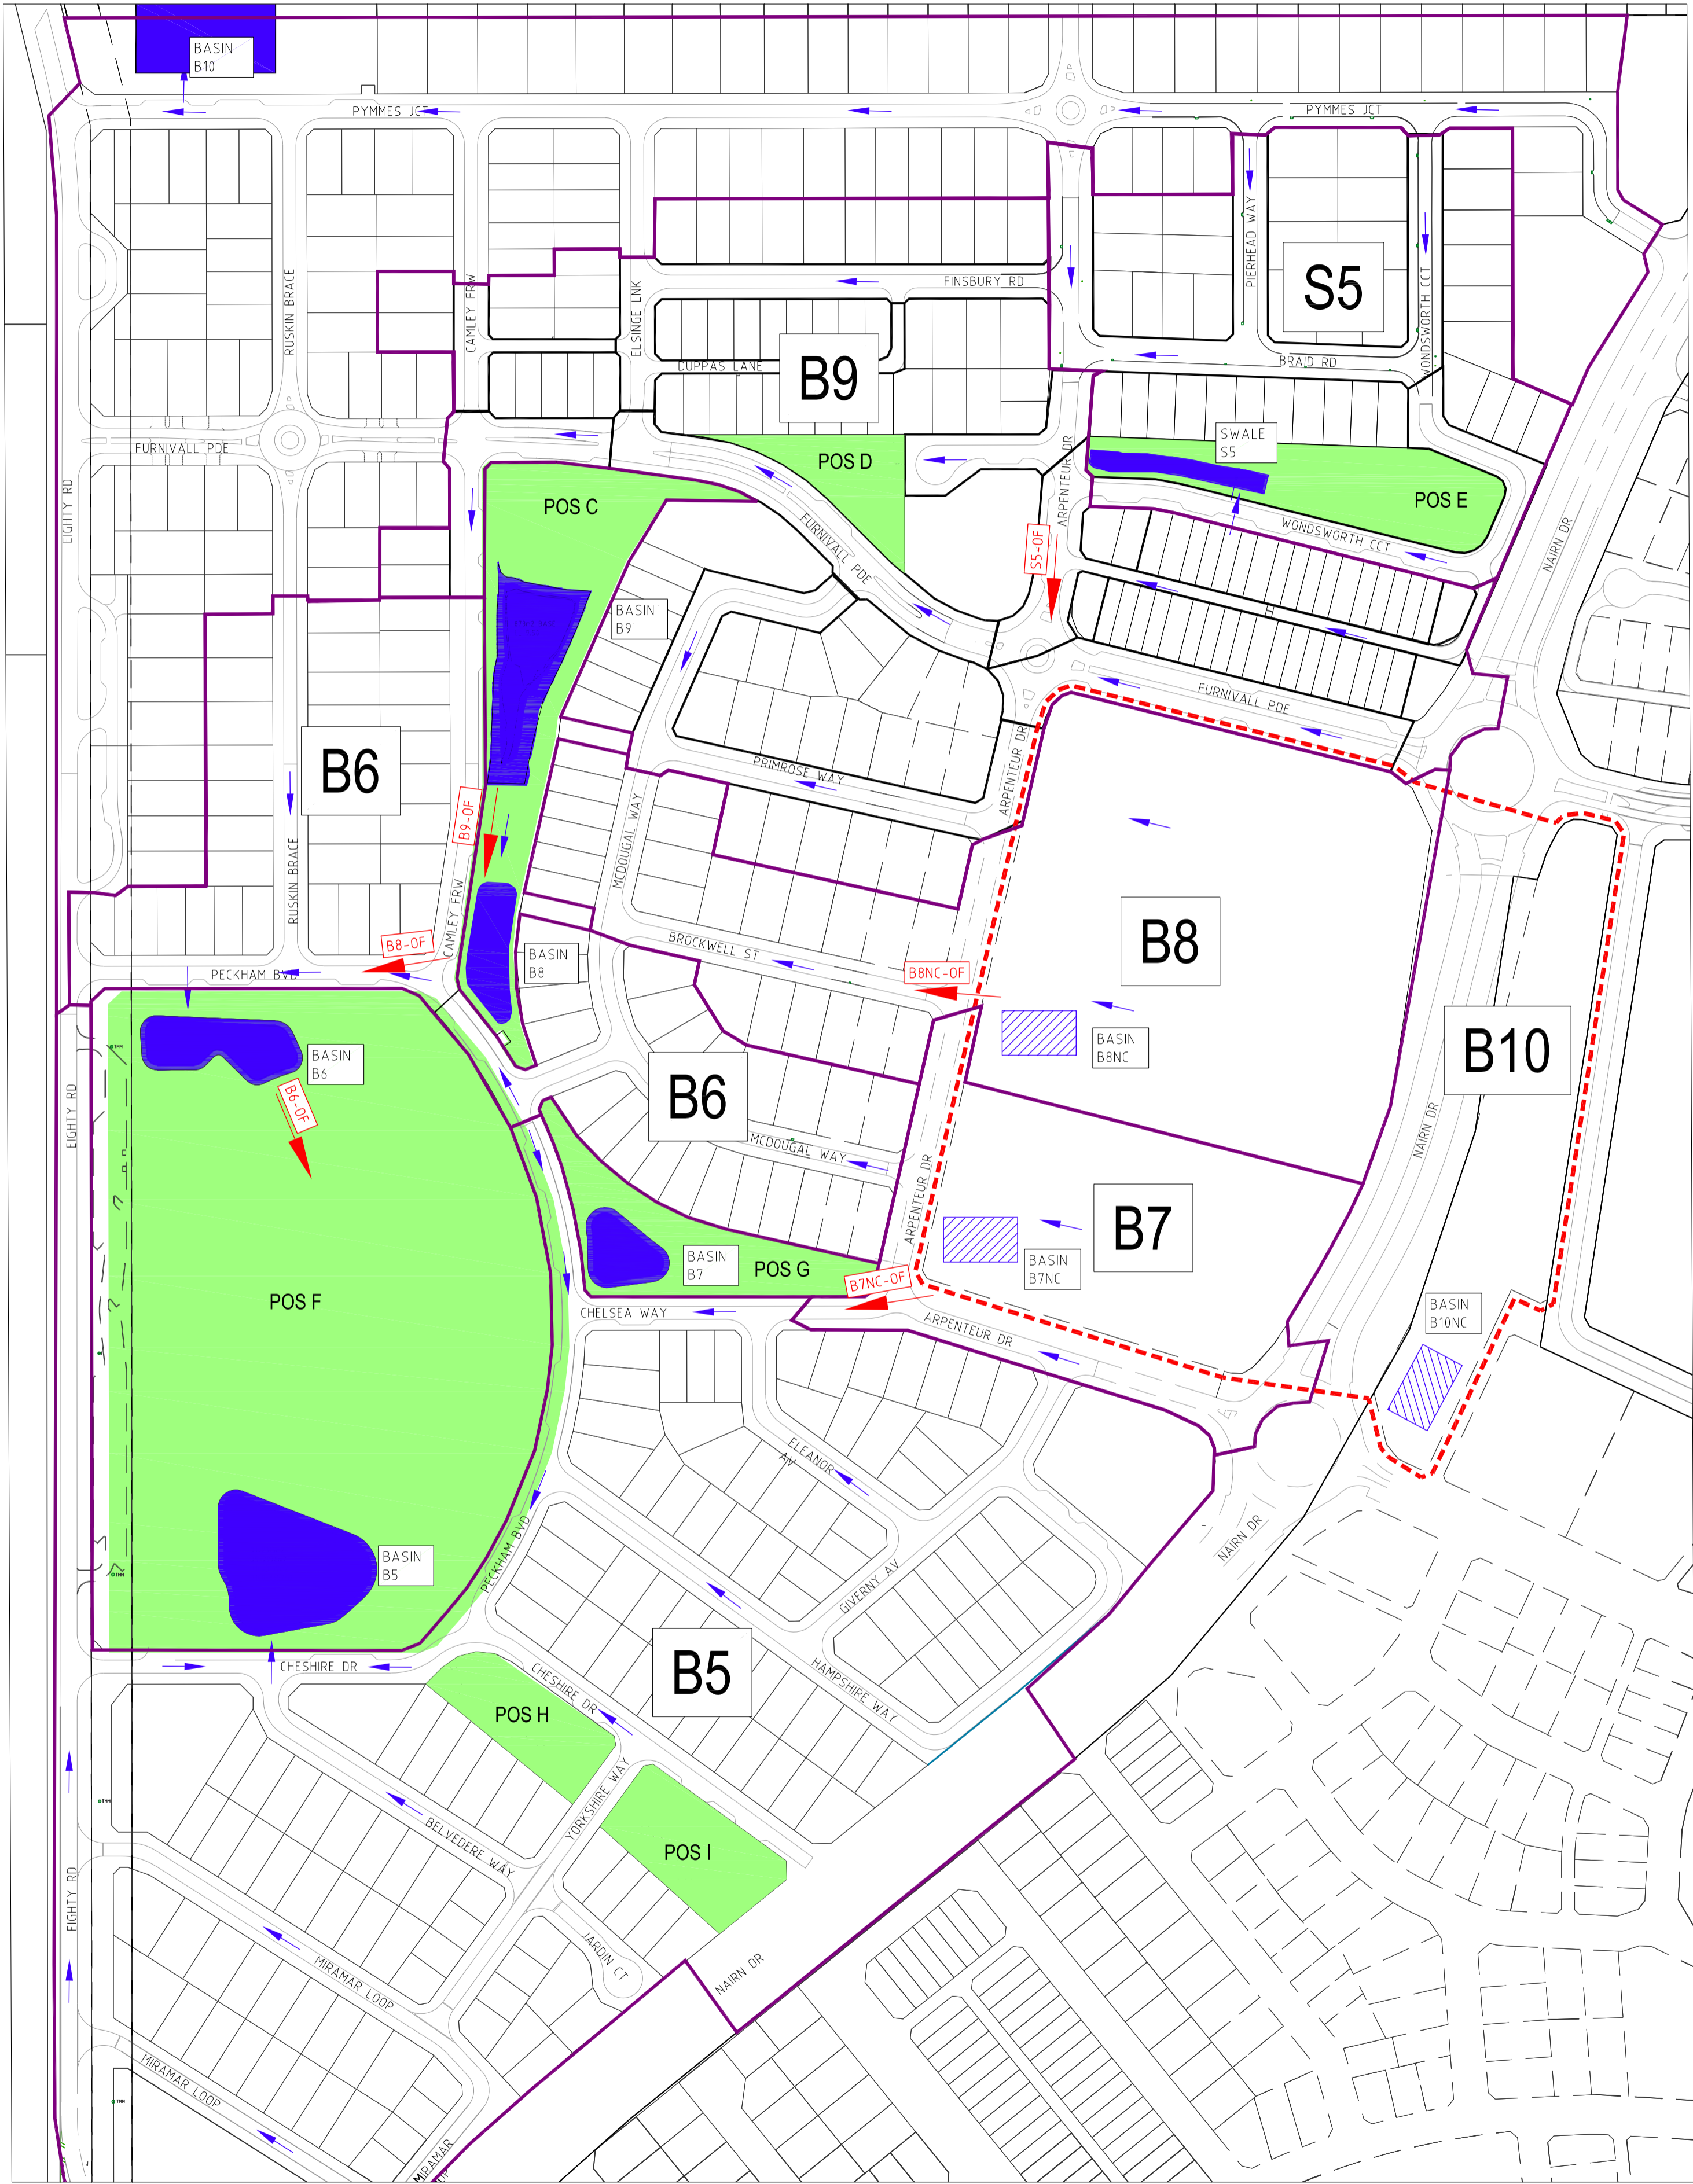 BASIN
B10
PYMMES JCT
PYMMES JCT
PIERHEAD WAY
S5
WONDSWORTH CCT
RUSKIN BRACE
CAMLEY FRW
ELSINGE LNK
FINSBURY RD
DUPPAS LANE
B9
BRAID RD
FURNIVALL PDE
EIGHTY RD
POS C
POS D
ARPENTEUR DR
SWALE
S5
POS E
FURNIVALL PDE
WONDSWORTH CCT
NAIRN DR
S5-OF
BASIN
B9
FURNIVALL PDE
B6
PRIMROSE WAY
ARPENTEUR DR
B9-OF
MCDOUGAL WAY
RUSKIN BRACE
CAMLEY FRW
B8-OF
BROCKWELL ST
B8
PECKHAM BVD
BASIN
B8
B8NC-OF
BASIN
B8NC
B10
TMH
BASIN
B6
B6-OF
B6
EIGHTY RD
MCDOUGAL WAY
NAIRN DR
ARPENTEUR DR
B7
BASIN
B7
POS G
BASIN
B7NC
B7NC-OF
POS F
CHELSEA WAY
ARPENTEUR DR
BASIN
B10NC
ELEANOR
AV
PECKHAM BVD
NAIRN DR
BASIN
B5
TMH
GIVERNY AV
CHESHIRE DR
CHESHIRE DR
B5
HAMPSHIRE WAY
POS H
YORKSHIRE WAY
TMH
BELVEDERE WAY
POS I
EIGHTY RD
JARDIN CT
MIRAMAR LOOP
NAIRN DR
MIRAMAR LOOP
TMH
MIRAMAR